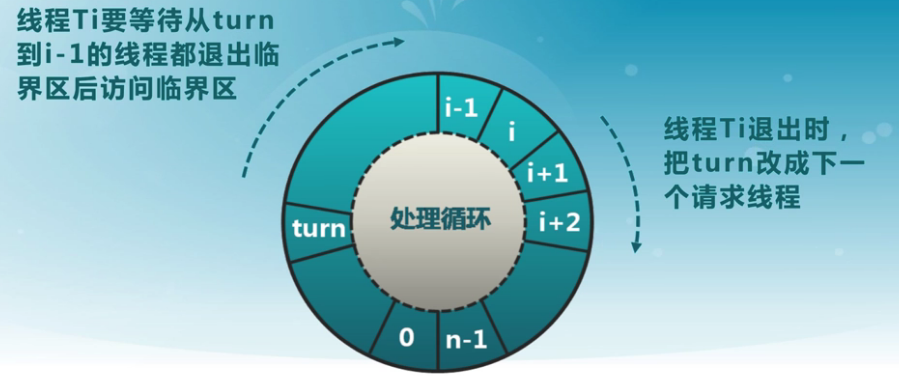 线程Ti要等待从turn
到i-1的线程都退出临
界区后访问临界区
i-1
i
i+1
i+2
turn
处理循环
0
n-1
线程Ti退出时，
把turn改成下一
个请求线程